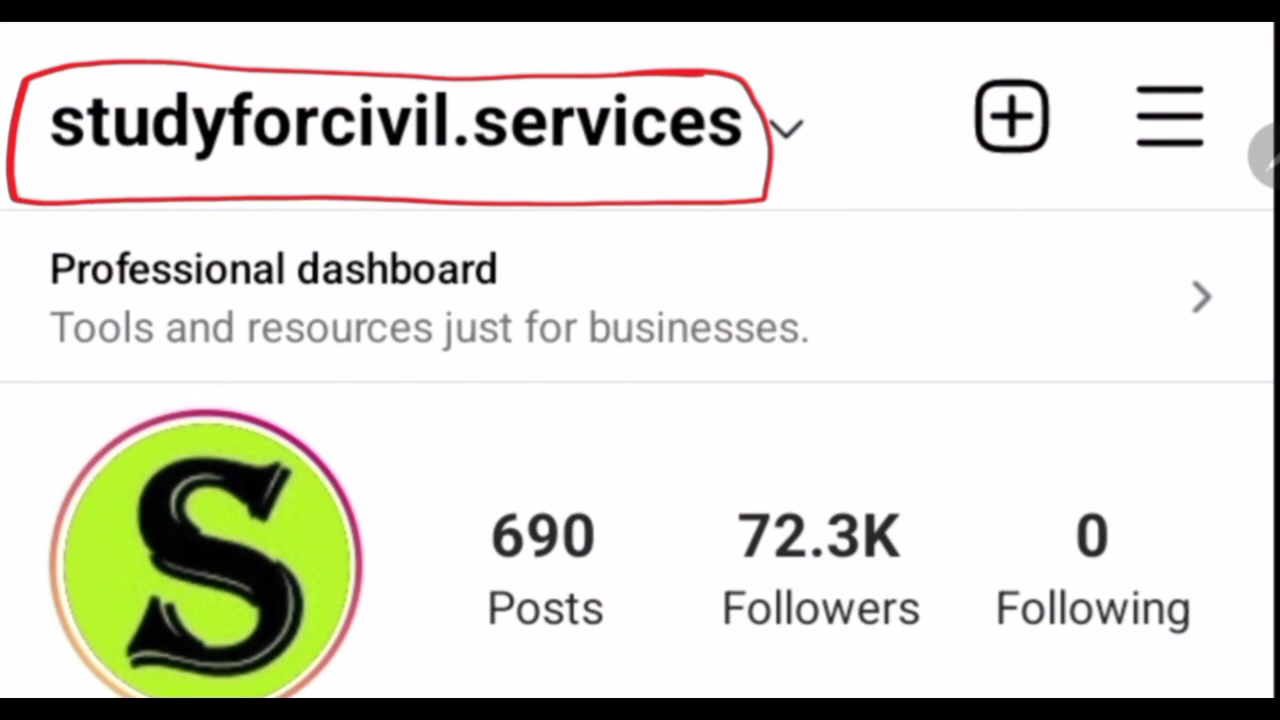 studyforcivil.services
Professional dashboard
Tools and resources just for businesses.
S
690 72.3K 0
Posts Followers Following